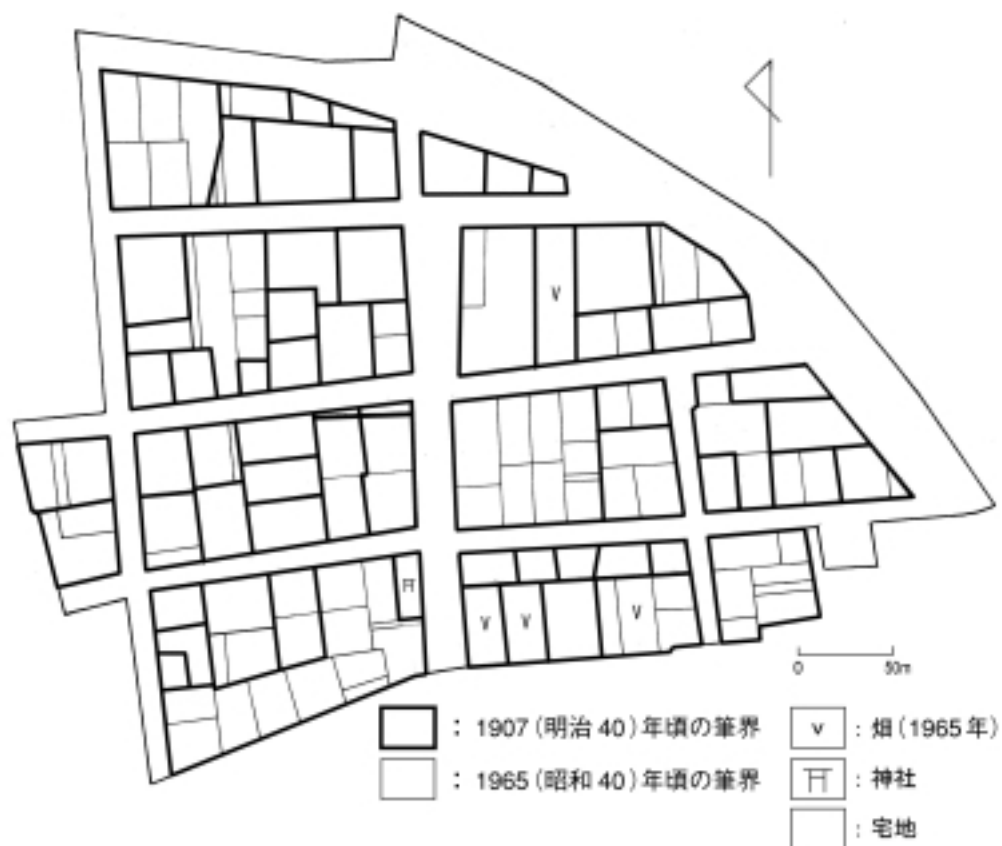 v
v
v
v
0
50m
: 1907 (明治 40) 年頃の筆界
v : 畑 (1965 年)
: 1965 (昭和 40) 年頃の筆界
: 神社
: 宅地